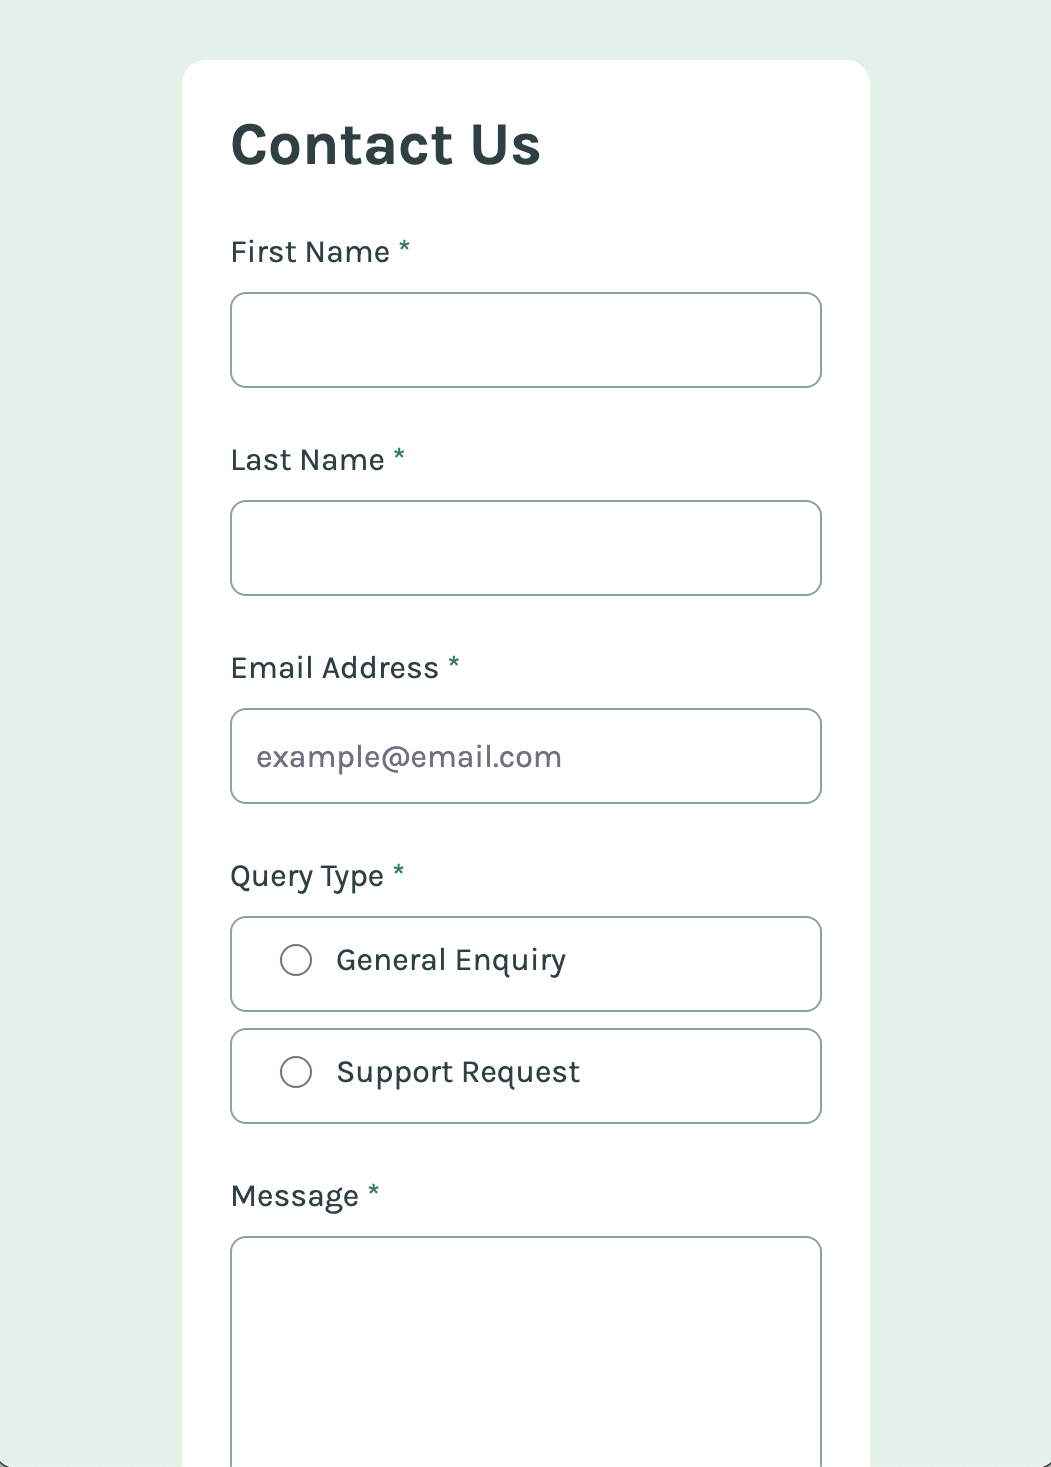 Contact Us
First Name *
Last Name *
Email Address *
example@email.com
Query Type *
General Enquiry
Support Request
Message *